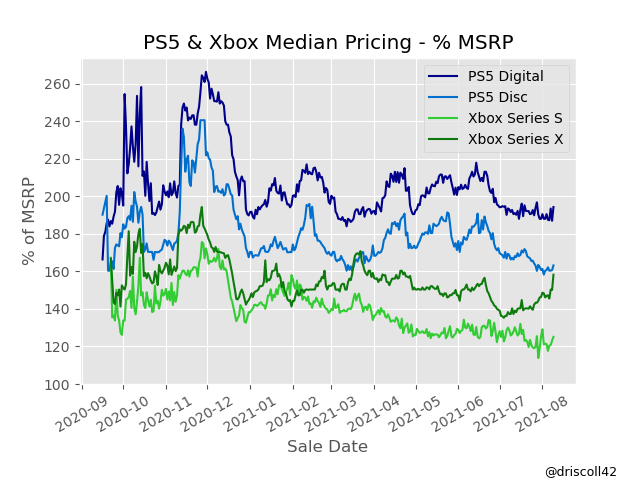 PS5 & Xbox Median Pricing - % MSRP
PS5 Digital
PS5 Disc
Xbox Series S
Xbox Series X
% of MSRP
260
240
220
200
180
160
140
120
100
2020-09
2020-10
2020-11
2020-12
2021-01
2021-02
2021-03
2021-04
2021-05
2021-06
2021-07
2021-08
Sale Date
@driscoll42